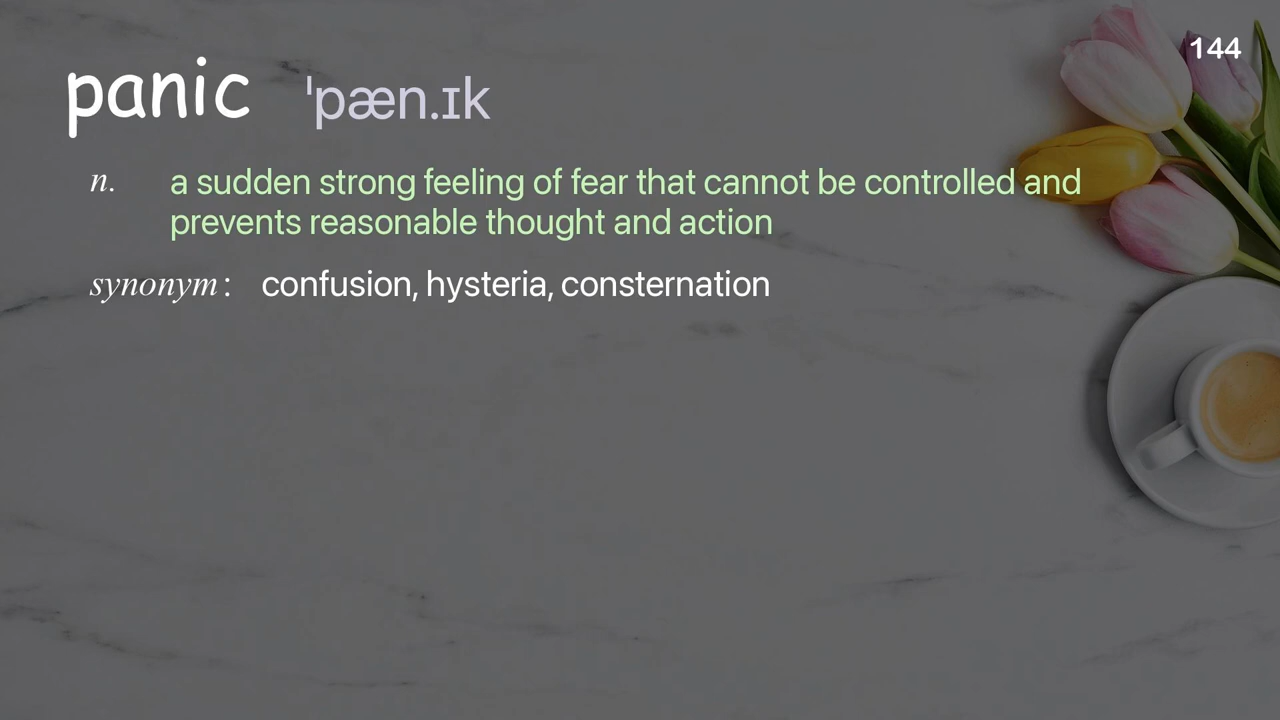 144
panic ˈpæn.ɪk
n. a sudden strong feeling of fear that cannot be controlled and
prevents reasonable thought and action
synonym: confusion, hysteria, consternation